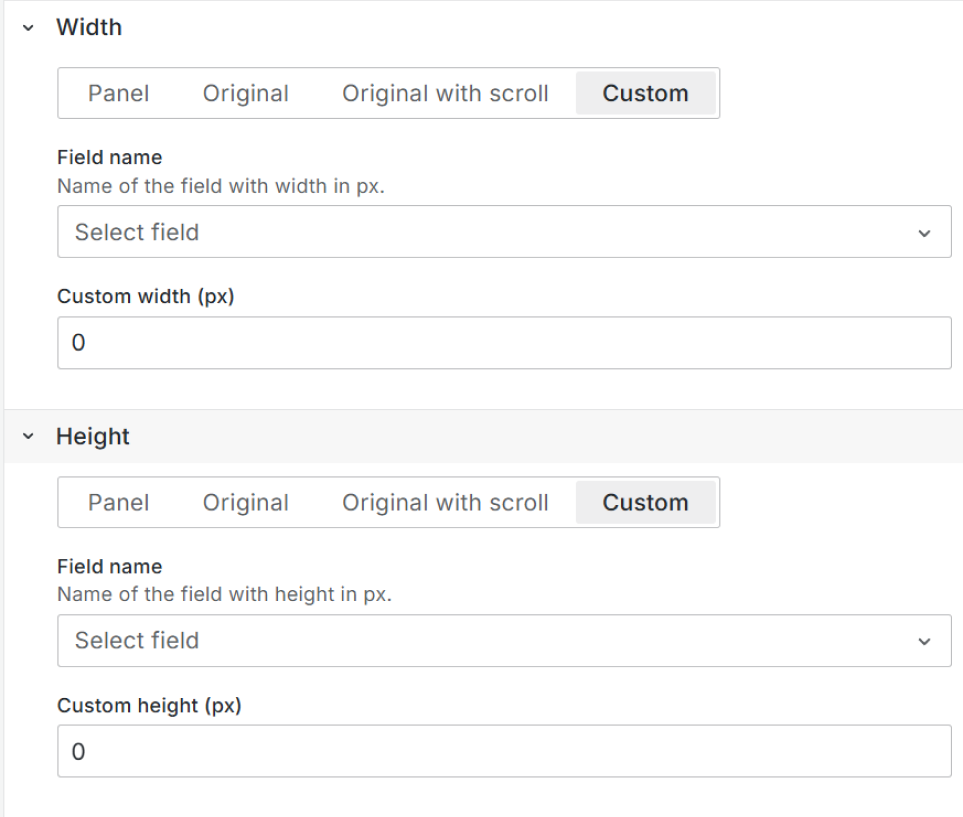 Width
Panel Original Original with scroll Custom
Field name
Name of the field with width in px.
Select field
Custom width (px)
0
Height
Panel Original Original with scroll Custom
Field name
Name of the field with height in px.
Select field
Custom height (px)
0